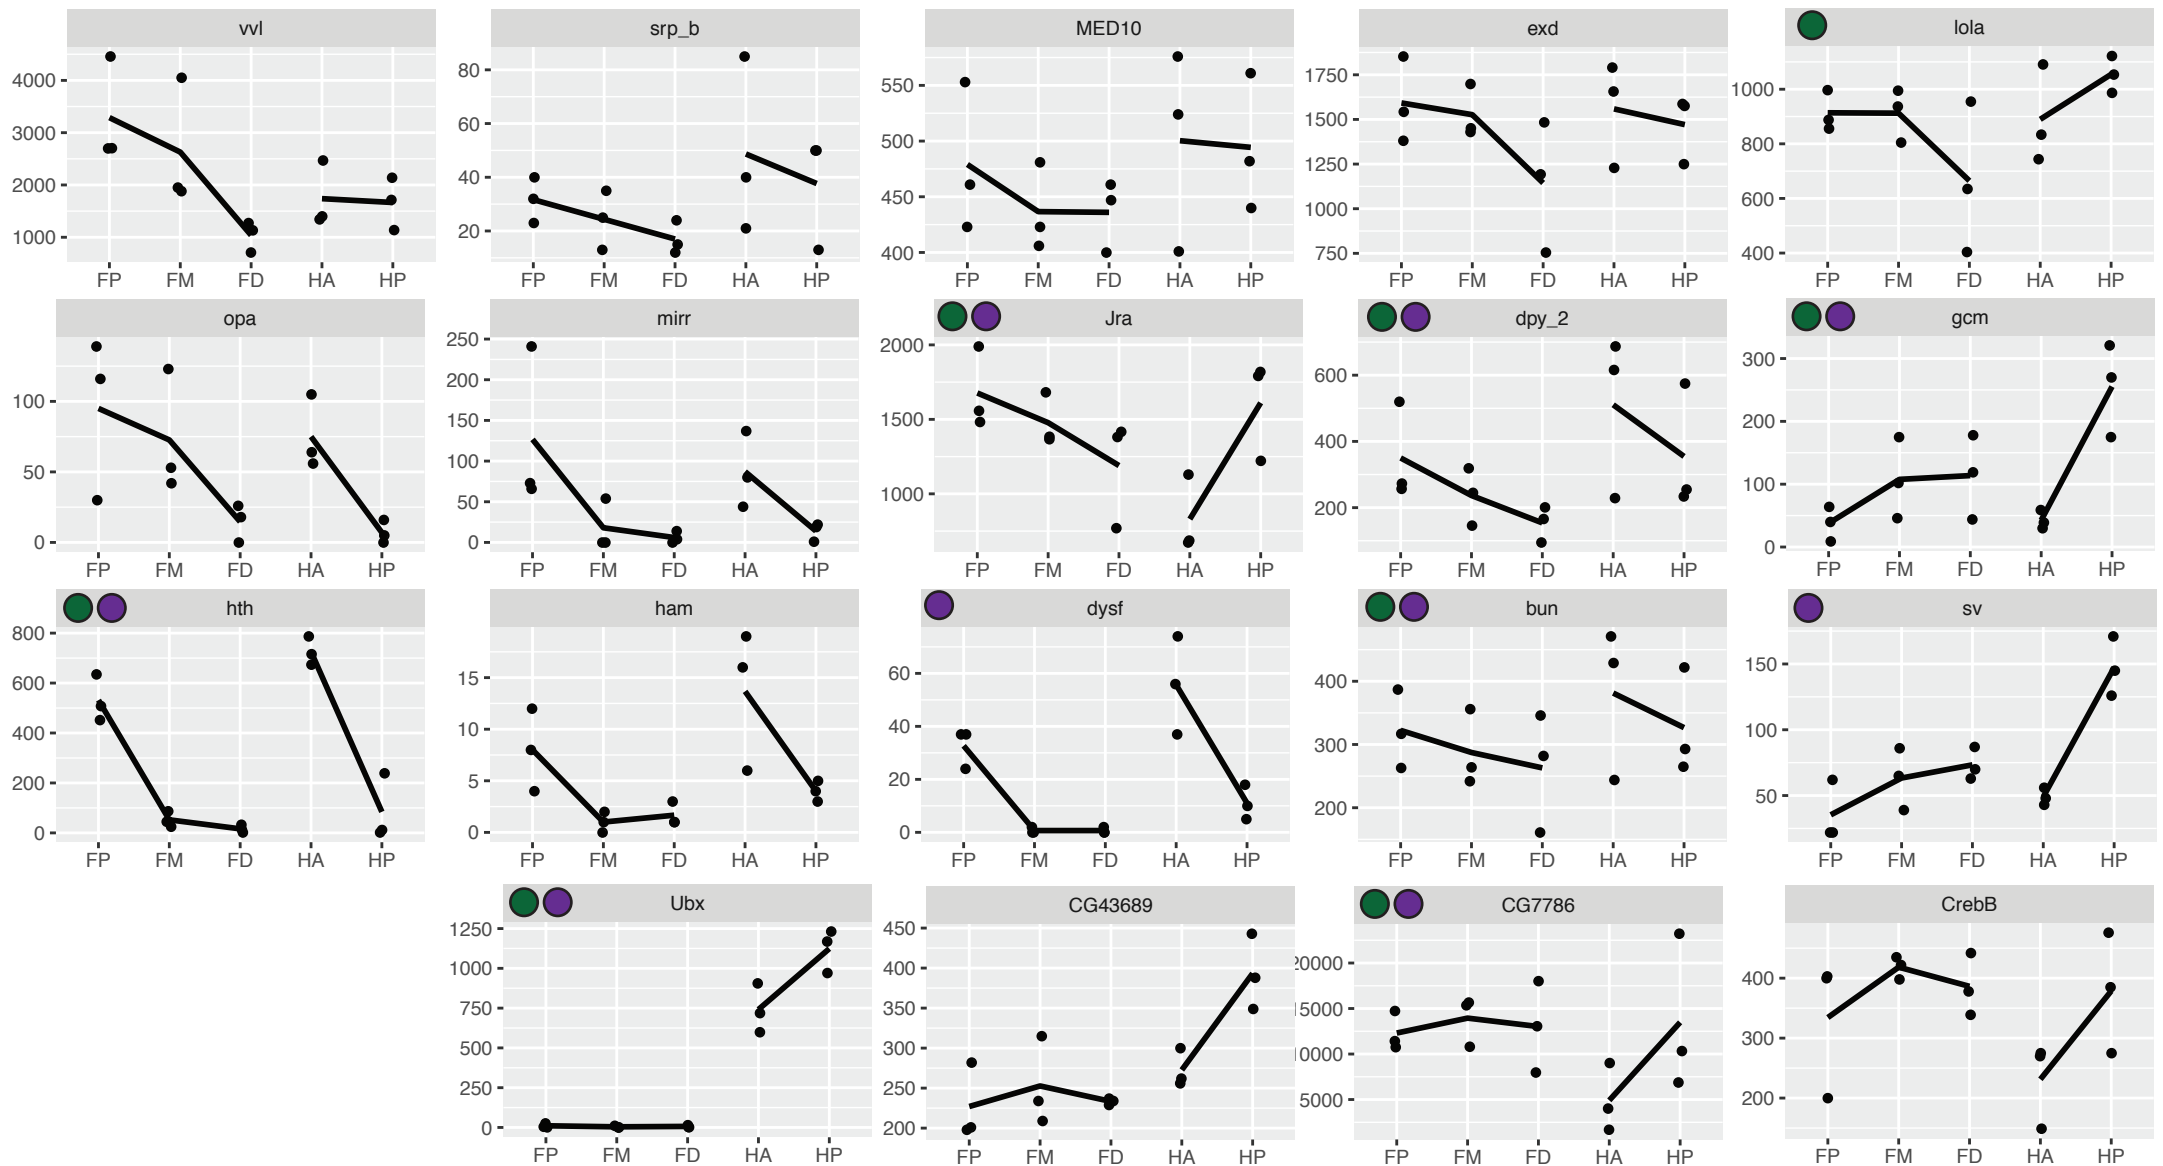 vvl srp_b MED10 exd lola
4000 3000 2000 1000
80 60 40 20
550 500 450 400
1750 1500 1250 1000 750
1000 800 600 400
FP FM FD HA HP FP FM FD HA HP FP FM FD HA HP FP FM FD HA HP FP FM FD HA HP
opa mirr Jra dpy_2 gcm
100 50 0
250 200 150 100 50 0
2000 1500 1000
600 400 200
300 200 100 0
FP FM FD HA HP FP FM FD HA HP FP FM FD HA HP FP FM FD HA HP FP FM FD HA HP
hth ham dysf bun sv
800 600 400 200 0
15 10 5 0
60 40 20 0
400 300 200
150 100 50
FP FM FD HA HP FP FM FD HA HP FP FM FD HA HP FP FM FD HA HP FP FM FD HA HP
Ubx CG43689 CG7786 CrebB
1250 1000 750 500 250 0
450 400 350 300 250 200
20000 15000 10000 5000
400 300 200
FP FM FD HA HP FP FM FD HA HP FP FM FD HA HP FP FM FD HA HP